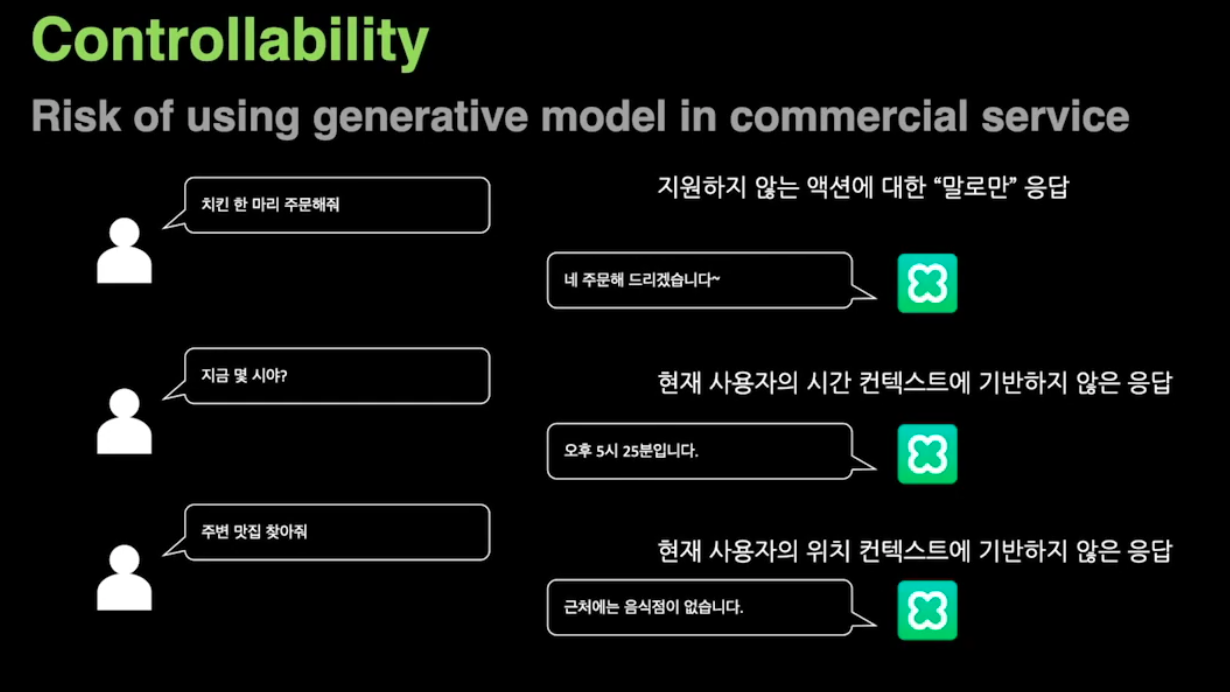 Controllability
Risk of using generative model in commercial service
치킨 한 마리 주문해줘
지원하지 않는 액션에 대한 “말로만” 응답
네 주문해 드리겠습니다~
지금 몇 시야?
현재 사용자의 시간 컨텍스트에 기반하지 않은 응답
오후 5시 25분입니다.
주변 맛집 찾아줘
현재 사용자의 위치 컨텍스트에 기반하지 않은 응답
근처에는 음식점이 없습니다.